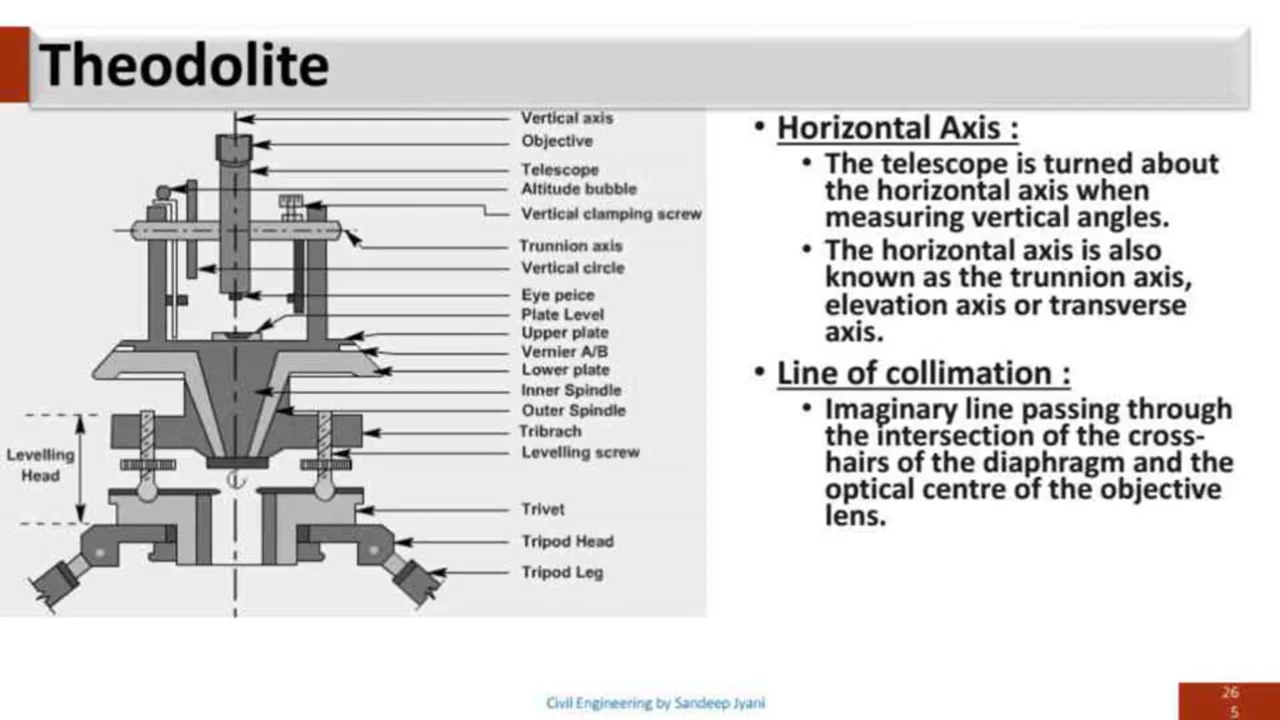 Theodolite
Vertical axis
Objective
Telescope
Altitude bubble
Vertical clamping screw
Trunnion axis
Vertical circle
Eye peice
Plate Level
Upper plate
Vernier A/B
Lower plate
Inner Spindle
Outer Spindle
Tribrach
Levelling screw
Trivet
Tripod Head
Tripod Leg
Levelling
Head
• Horizontal Axis :
• The telescope is turned about
the horizontal axis when
measuring vertical angles.
• The horizontal axis is also
known as the trunnion axis,
elevation axis or transverse
axis.
• Line of collimation :
• Imaginary line passing through
the intersection of the cross-
hairs of the diaphragm and the
optical centre of the objective
lens.
Civil Engineering by Sandeep Jyani
26
5